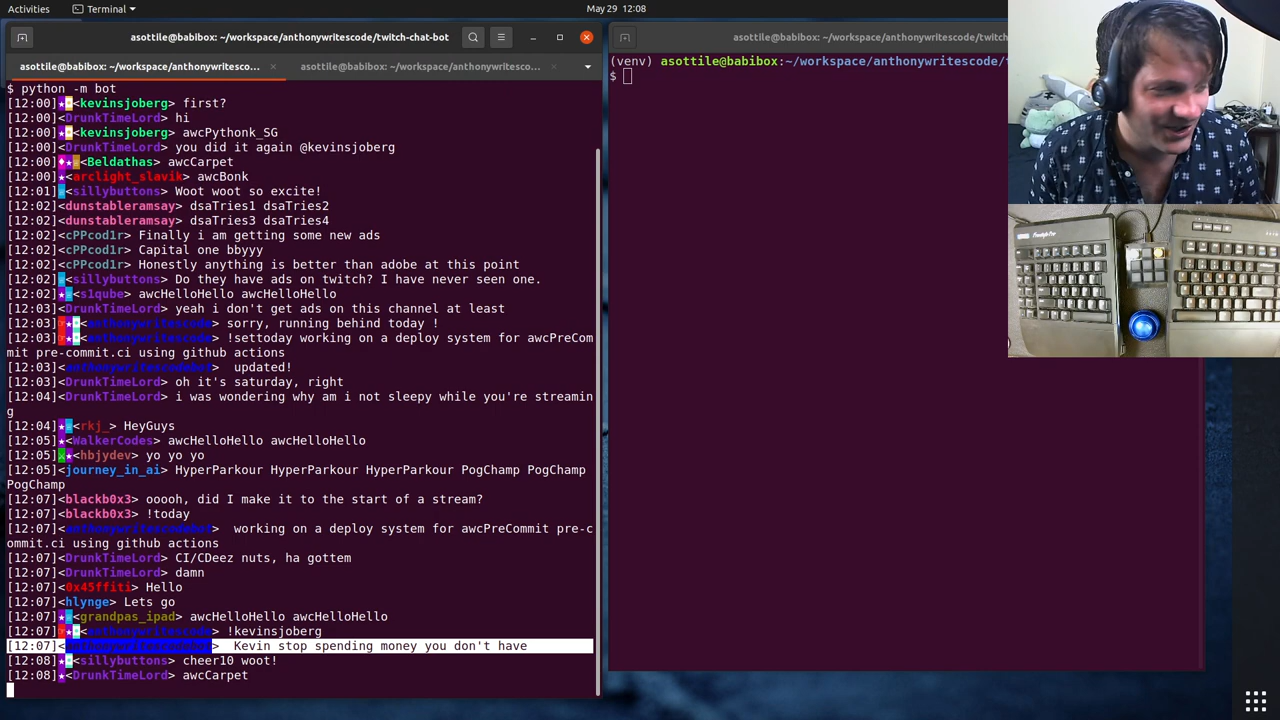 Activities
Terminal
May 29 12:08
asottile@babibox: ~/workspace/anthonywritescode/twitch-chat-bot
asottile@babibox: ~/workspace/anthonywritesco...
asottile@babibox: ~/workspace/anthonywritesco...
$ python -m bot
[12:00]<kevinsjoberg> first?
[12:00]<DrunkTimeLord> hi
[12:00]<kevinsjoberg> awcPythonk_SG
[12:00]<DrunkTimeLord> you did it again @kevinsjoberg
[12:00]<Beldathas> awcCarpet
[12:00]<arclight_slavik> awcBonk
[12:01]<sillybuttons> Woot woot so excite!
[12:02]<dunstableramsay> dsaTries1 dsaTries2
[12:02]<dunstableramsay> dsaTries3 dsaTries4
[12:02]<cPPcod1r> Finally i am getting some new ads
[12:02]<cPPcod1r> Capital one bbyyy
[12:02]<cPPcod1r> Honestly anything is better than adobe at this point
[12:02]<sillybuttons> Do they have ads on twitch? I have never seen one.
[12:02]<s1qube> awcHelloHello awcHelloHello
[12:03]<DrunkTimeLord> yeah i don't get ads on this channel at least
[12:03]<anthonywritescode> sorry, running behind today !
[12:03]<anthonywritescode> !settoday working on a deploy system for awcPreCom
mit pre-commit.ci using github actions
[12:03]<anthonywritescodebot> updated!
[12:03]<DrunkTimeLord> oh it's saturday, right
[12:04]<DrunkTimeLord> i was wondering why am i not sleepy while you're streamin
g
[12:04]<rkj_> HeyGuys
[12:05]<WalkerCodes> awcHelloHello awcHelloHello
[12:05]<hbjydev> yo yo yo
[12:05]<journey_in_ai> HyperParkour HyperParkour HyperParkour PogChamp PogChamp
PogChamp
[12:07]<blackb0x3> ooooh, did I make it to the start of a stream?
[12:07]<blackb0x3> !today
[12:07]<anthonywritescodebot> working on a deploy system for awcPreCommit pre-c
ommit.ci using github actions
[12:07]<DrunkTimeLord> CI/CDeez nuts, ha gottem
[12:07]<DrunkTimeLord> damn
[12:07]<0x45ffiti> Hello
[12:07]<hlynge> Lets go
[12:07]<grandpas_ipad> awcHelloHello awcHelloHello
[12:07]<anthonywritescode> !kevinsjoberg
[12:07]<anthonywritescodebot> Kevin stop spending money you don't have
[12:08]<sillybuttons> cheer10 woot!
[12:08]<DrunkTimeLord> awcCarpet
asottile@babibox: ~/workspace/anthonywritescode/twitc
(venv) asottile@babibox:~/workspace/anthonywritescode/
$